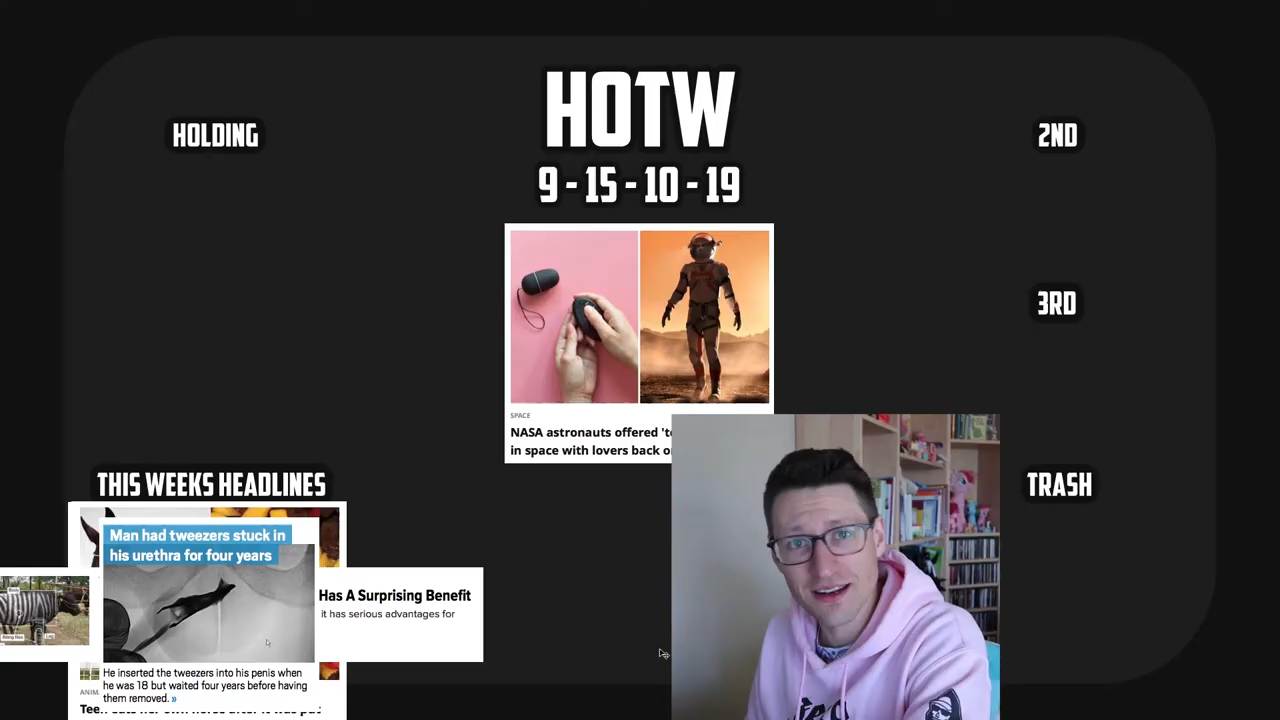 HOTW
9 - 15 - 10 - 19
HOLDING
2ND
3RD
TRASH
SPACE
NASA astronauts offered
in space with lovers back
THIS WEEKS HEADLINES
Man had tweezers stuck in
his urethra for four years
Has A Surprising Benefit
it has serious advantages for
He inserted the tweezers into his penis when
he was 18 but waited four years before having
them removed. »